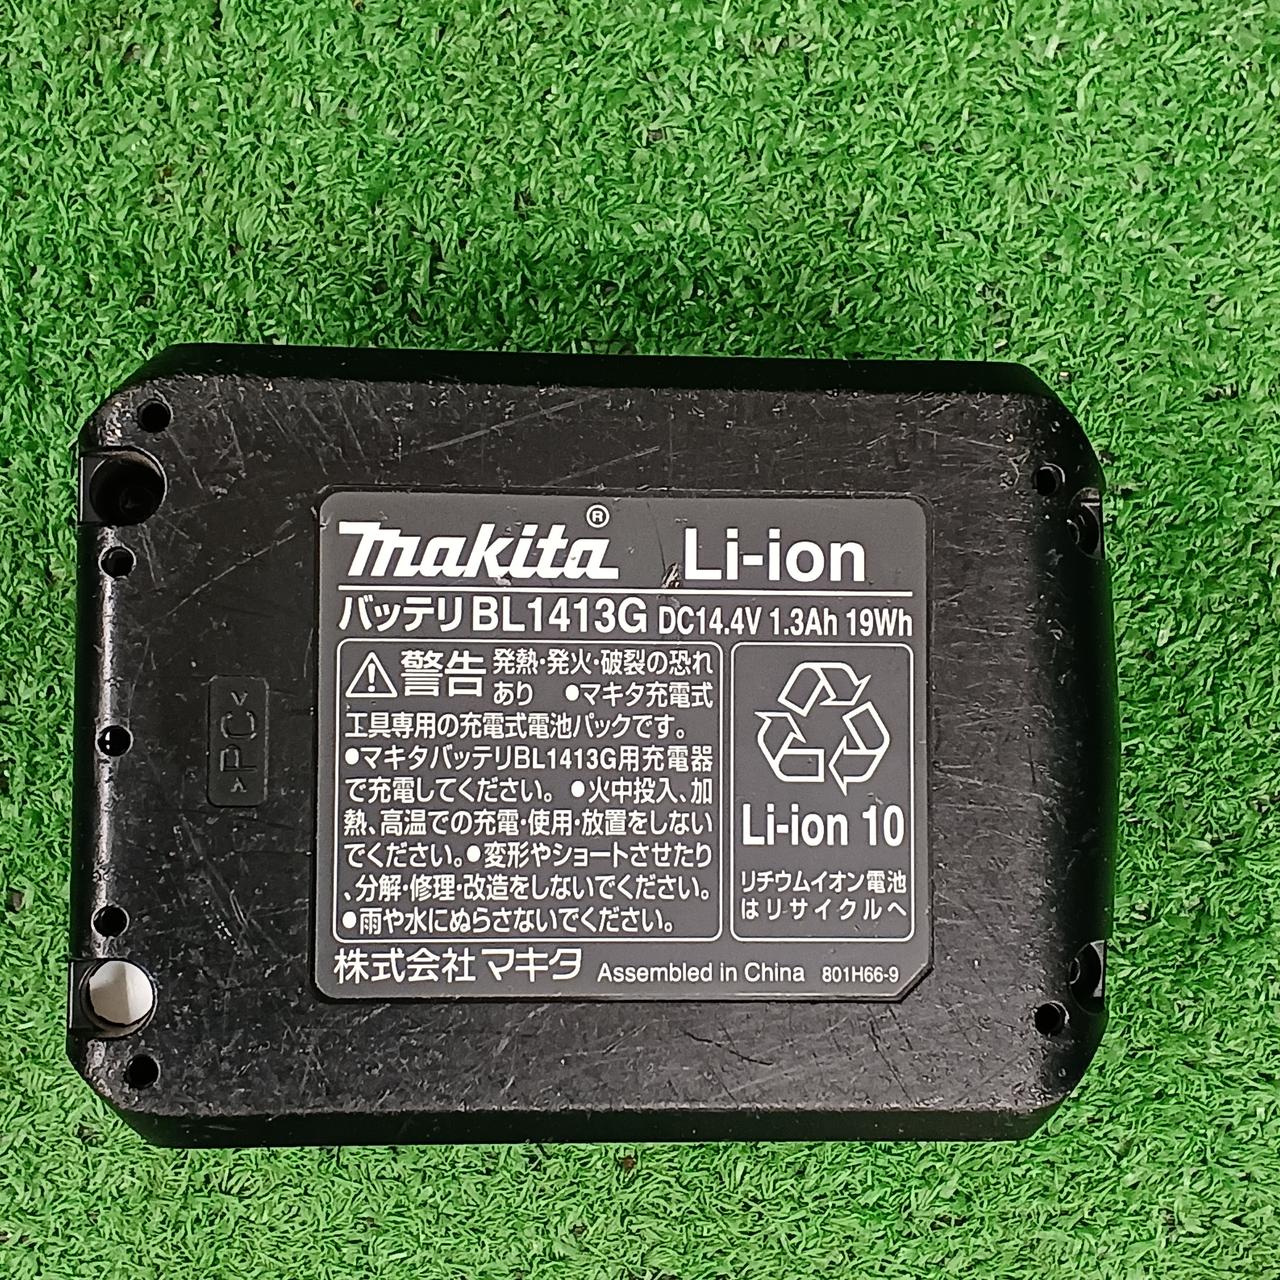 makita® Li-ion
バッテリBL1413G DC14.4V 1.3Ah 19Wh
警告 発熱・発火・破裂の恐れ
あり ●マキタ充電式
工具専用の充電式電池パックです。
●マキタバッテリBL1413G用充電器
で充電してください。●火中投入、加
熱、高温での充電・使用・放置をしない
でください。●変形やショートさせたり
、分解・修理・改造をしないでください。
●雨や水にぬらさないでください。
Li-ion 10
リチウムイオン電池
はリサイクルへ
株式会社マキタ Assembled in China 801H66-9
>PC<